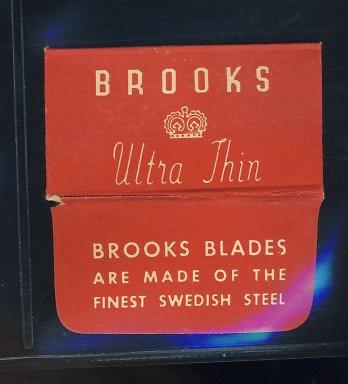 BROOKS
Ultra Thin
BROOKS BLADES
ARE MADE OF THE
FINEST SWEDISH STEEL